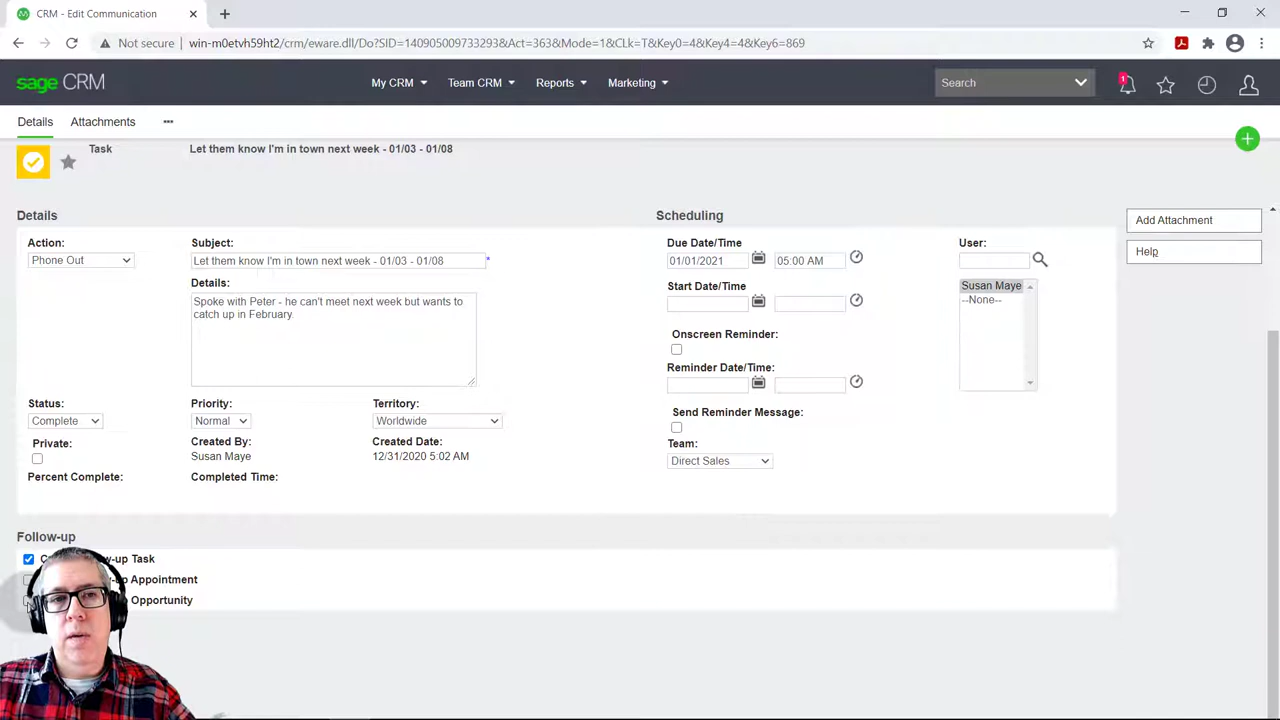 CRM - Edit Communication
Not secure win-m0etvh59ht2/crm/eware.dll/Do?SID=140905009733293&Act=363&Mode=1&CLk=T&Key0=4&Key4=4&Key6=869
sage CRM
My CRM
Team CRM
Reports
Marketing
Search
1
Details
Attachments
Task
Let them know I'm in town next week - 01/03 - 01/08
Details
Action:
Phone Out
Subject:
Let them know I'm in town next week - 01/03 - 01/08 *
Details:
Spoke with Peter - he can't meet next week but wants to
catch up in February.
Status:
Complete
Priority:
Normal
Territory:
Worldwide
Private:
Created By:
Susan Maye
Created Date:
12/31/2020 5:02 AM
Percent Complete:
Completed Time:
Scheduling
Due Date/Time
01/01/2021
05:00 AM
Start Date/Time
Onscreen Reminder:
Reminder Date/Time:
Send Reminder Message:
Team:
Direct Sales
User:
Susan Maye
--None--
Add Attachment
Help
Follow-up
Task
Appointment
Opportunity